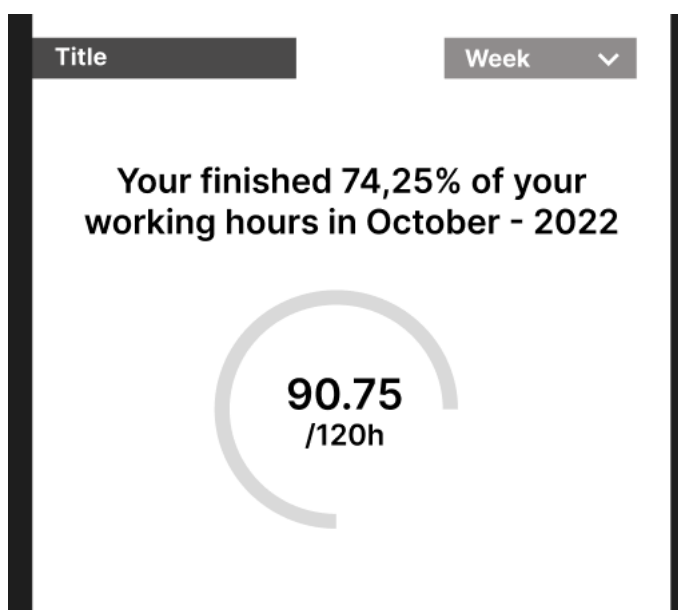 Title
Week
Your finished 74,25% of your
working hours in October - 2022
90.75
/120h